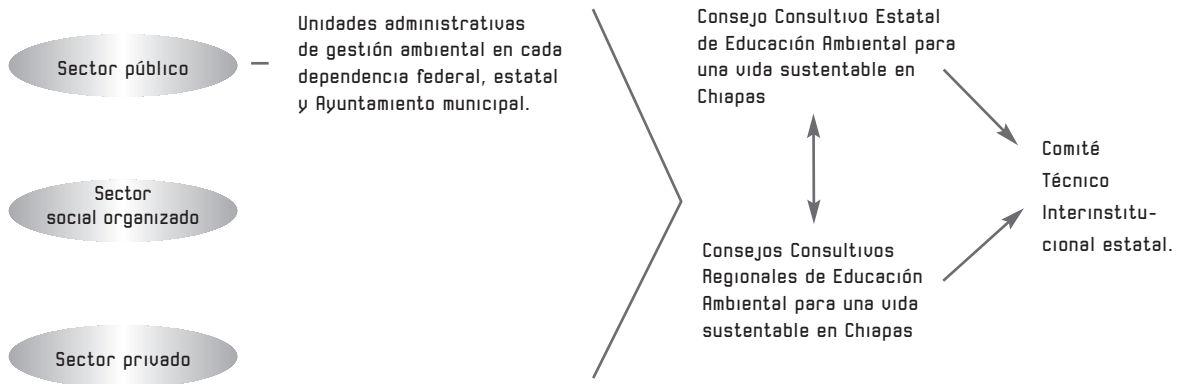 Sector público
Unidades administrativas
de gestión ambiental en cada
dependencia federal, estatal
y Ayuntamiento municipal.
Sector
social organizado
Sector privado
Consejo Consultivo Estatal
de Educación Ambiental para
una vida sustentable en
Chiapas
Consejos Consultivos
Regionales de Educación
Ambiental para una vida
sustentable en Chiapas
Comité
Técnico
Interinstitu-
cional estatal.